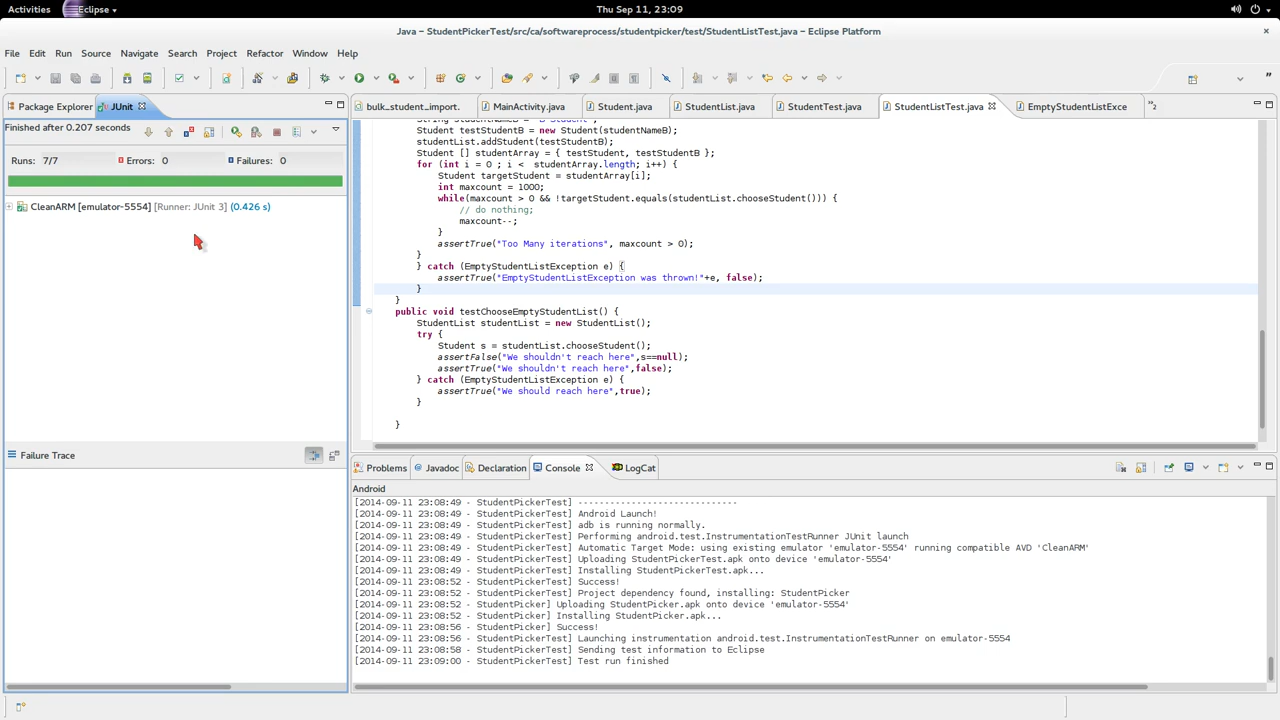 Activities Eclipse Thu Sep 11, 23:09
Java – StudentPickerTest/src/ca/softwareprocess/studentpicker/test/StudentListTest.java – Eclipse Platform
File Edit Run Source Navigate Search Project Refactor Window Help
Package Explorer JUnit
Finished after 0.207 seconds
Runs: 7/7 Errors: 0 Failures: 0
CleanARM [emulator-5554] [Runner: JUnit 3] (0.426 s)
Failure Trace
bulk_student_import. MainActivity.java Student.java StudentList.java StudentTest.java StudentListTest.java EmptyStudentListExce »2
String studentNameB = "B Student";
Student testStudentB = new Student(studentNameB);
studentList.addStudent(testStudentB);
Student [] studentArray = { testStudent, testStudentB };
for (int i = 0 ; i < studentArray.length; i++) {
Student targetStudent = studentArray[i];
int maxcount = 1000;
while(maxcount > 0 && !targetStudent.equals(studentList.chooseStudent())) {
// do nothing;
maxcount--;
}
assertTrue("Too Many iterations", maxcount > 0);
}
} catch (EmptyStudentListException e) {
assertTrue("EmptyStudentListException was thrown!"+e, false);
}
}
public void testChooseEmptyStudentList() {
StudentList studentList = new StudentList();
try {
Student s = studentList.chooseStudent();
assertFalse("We shouldn't reach here",s==null);
assertTrue("We shouldn't reach here",false);
} catch (EmptyStudentListException e) {
assertTrue("We should reach here",true);
}
}
Problems Javadoc Declaration Console LogCat
Android
[2014-09-11 23:08:49 - StudentPickerTest] ------------------------------
[2014-09-11 23:08:49 - StudentPickerTest] Android Launch!
[2014-09-11 23:08:49 - StudentPickerTest] adb is running normally.
[2014-09-11 23:08:49 - StudentPickerTest] Performing android.test.InstrumentationTestRunner JUnit launch
[2014-09-11 23:08:49 - StudentPickerTest] Automatic Target Mode: using existing emulator 'emulator-5554' running compatible AVD 'CleanARM'
[2014-09-11 23:08:49 - StudentPickerTest] Uploading StudentPickerTest.apk onto device 'emulator-5554'
[2014-09-11 23:08:49 - StudentPickerTest] Installing StudentPickerTest.apk...
[2014-09-11 23:08:52 - StudentPickerTest] Success!
[2014-09-11 23:08:52 - StudentPickerTest] Project dependency found, installing: StudentPicker
[2014-09-11 23:08:52 - StudentPicker] Uploading StudentPicker.apk onto device 'emulator-5554'
[2014-09-11 23:08:52 - StudentPicker] Installing StudentPicker.apk...
[2014-09-11 23:08:56 - StudentPicker] Success!
[2014-09-11 23:08:56 - StudentPickerTest] Launching instrumentation android.test.InstrumentationTestRunner on emulator-5554
[2014-09-11 23:08:58 - StudentPickerTest] Sending test information to Eclipse
[2014-09-11 23:09:00 - StudentPickerTest] Test run finished